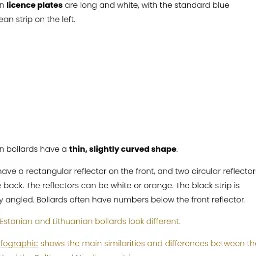 n licence plates are long and white, with the standard blue
ean strip on the left.
n bollards have a thin, slightly curved shape.
have a rectangular reflector on the front, and two circular reflector
e back. The reflectors can be white or orange. The black strip is
y angled. Bollards often have numbers below the front reflector.
Estonian and Lithuanian bollards look different.
fographic shows the main similarities and differences between the